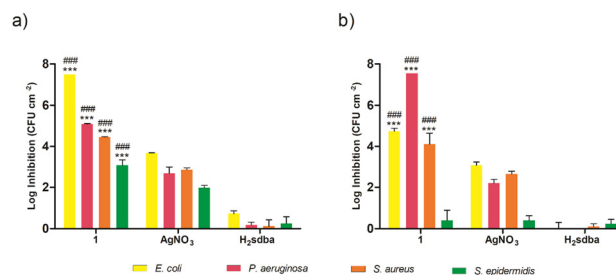 a)
b)
Log Inhibition (CFU cm-2)
8
6
4
2
0
###
***
###
***
###
***
###
***
1
AgNO3
H2sdba
Log Inhibition (CFU cm-2)
8
6
4
2
0
###
***
###
***
###
***
1
AgNO3
H2sdba
E. coli
P. aeruginosa
S. aureus
S. epidermidis